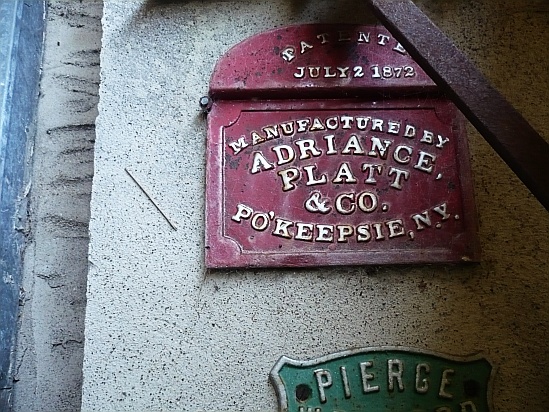 PATENTE
JULY 2 1872
MANUFACTURED BY
ADRIANCE,
PLATT
& CO.
PO'KEEPSIE, N.Y.
PIERCE